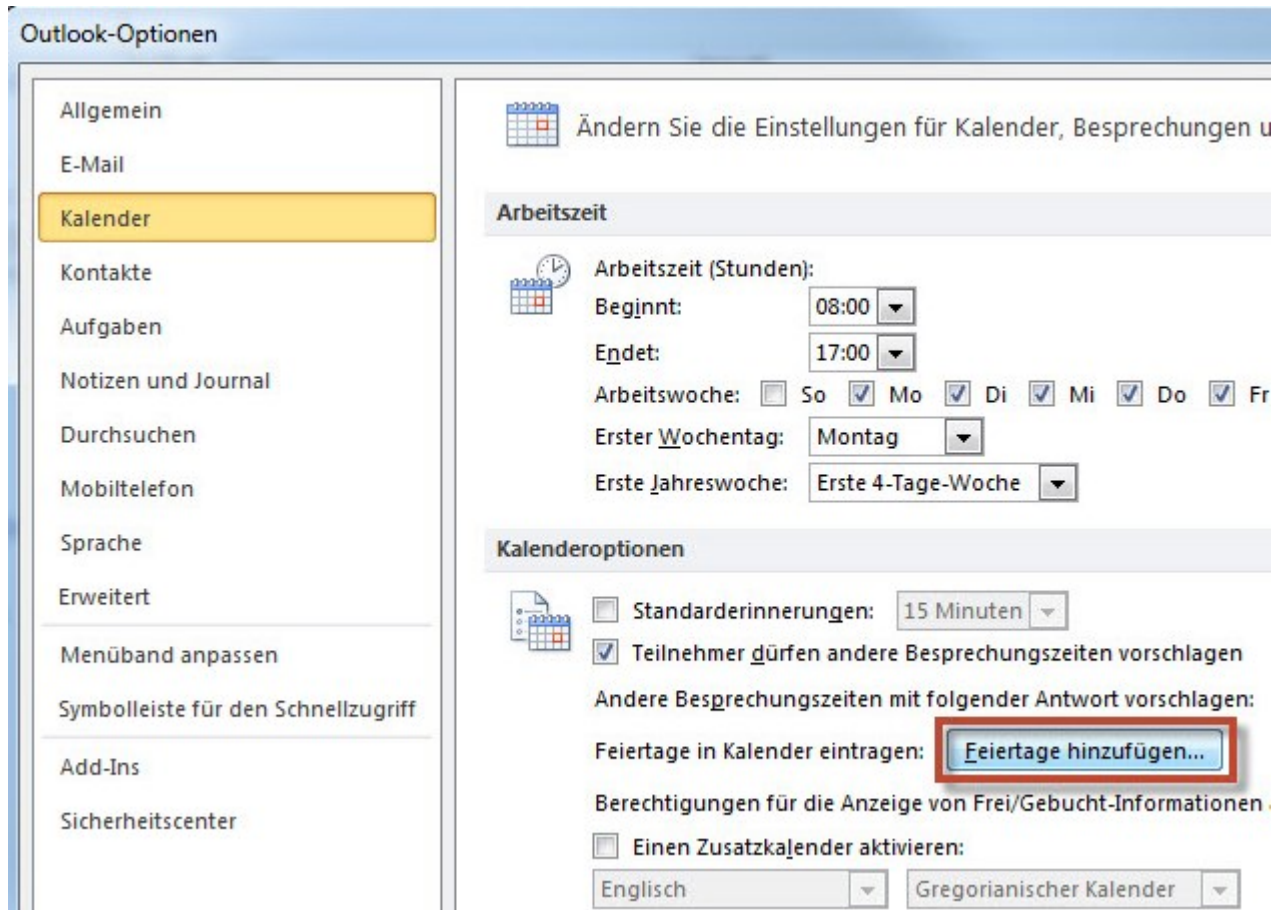 Outlook-Optionen
Allgemein
E-Mail
Kalender
Kontakte
Aufgaben
Notizen und Journal
Durchsuchen
Mobiltelefon
Sprache
Erweitert
Menüband anpassen
Symbolleiste für den Schnellzugriff
Add-Ins
Sicherheitscenter
Ändern Sie die Einstellungen für Kalender, Besprechungen u
Arbeitszeit
Arbeitszeit (Stunden):
Beginnt: 08:00
Endet: 17:00
Arbeitswoche: So Mo Di Mi Do Fr
Erster Wochentag: Montag
Erste Jahreswoche: Erste 4-Tage-Woche
Kalenderoptionen
Standarderinnerungen: 15 Minuten
Teilnehmer dürfen andere Besprechungszeiten vorschlagen
Andere Besprechungszeiten mit folgender Antwort vorschlagen:
Feiertage in Kalender eintragen: Feiertage hinzufügen...
Berechtigungen für die Anzeige von Frei/Gebucht-Informationen
Einen Zusatzkalender aktivieren:
Englisch Gregorianischer Kalender